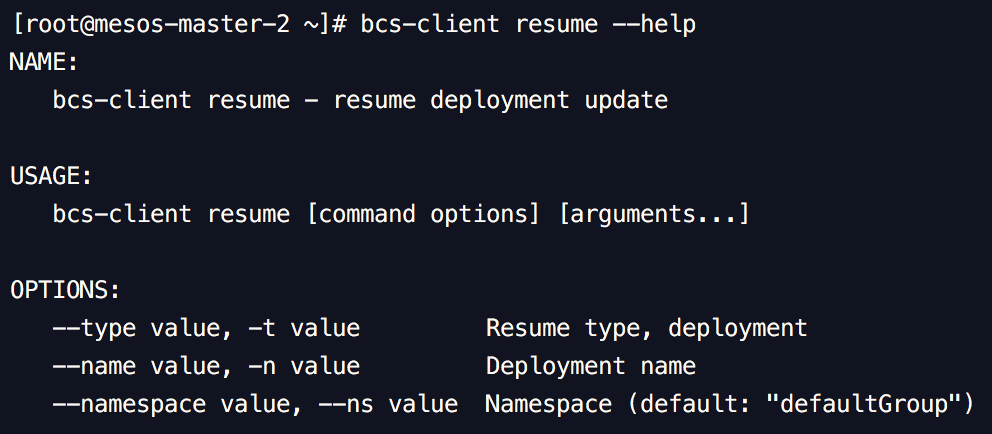 [root@mesos-master-2 ~]# bcs-client resume --help
NAME:
   bcs-client resume - resume deployment update

USAGE:
   bcs-client resume [command options] [arguments...]

OPTIONS:
   --type value, -t value         Resume type, deployment
   --name value, -n value         Deployment name
   --namespace value, --ns value  Namespace (default: "defaultGroup")